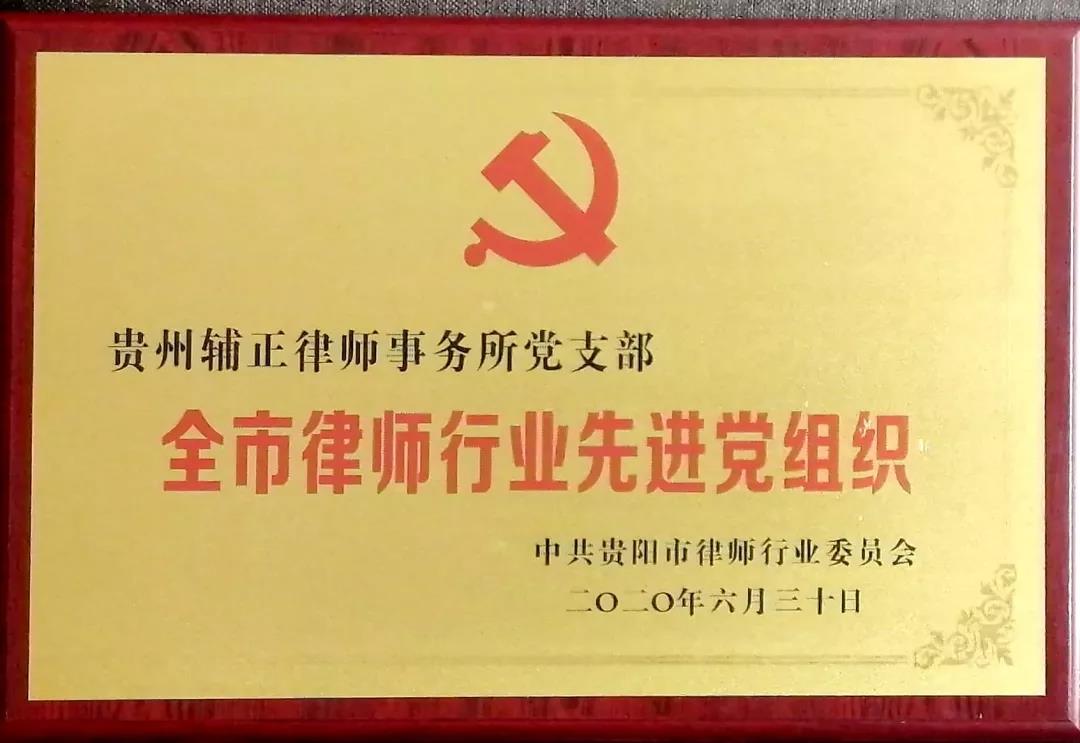 贵州辅正律师事务所党支部
全市律师行业先进党组织
中共贵阳市律师行业委员会
二〇二〇年六月三十日